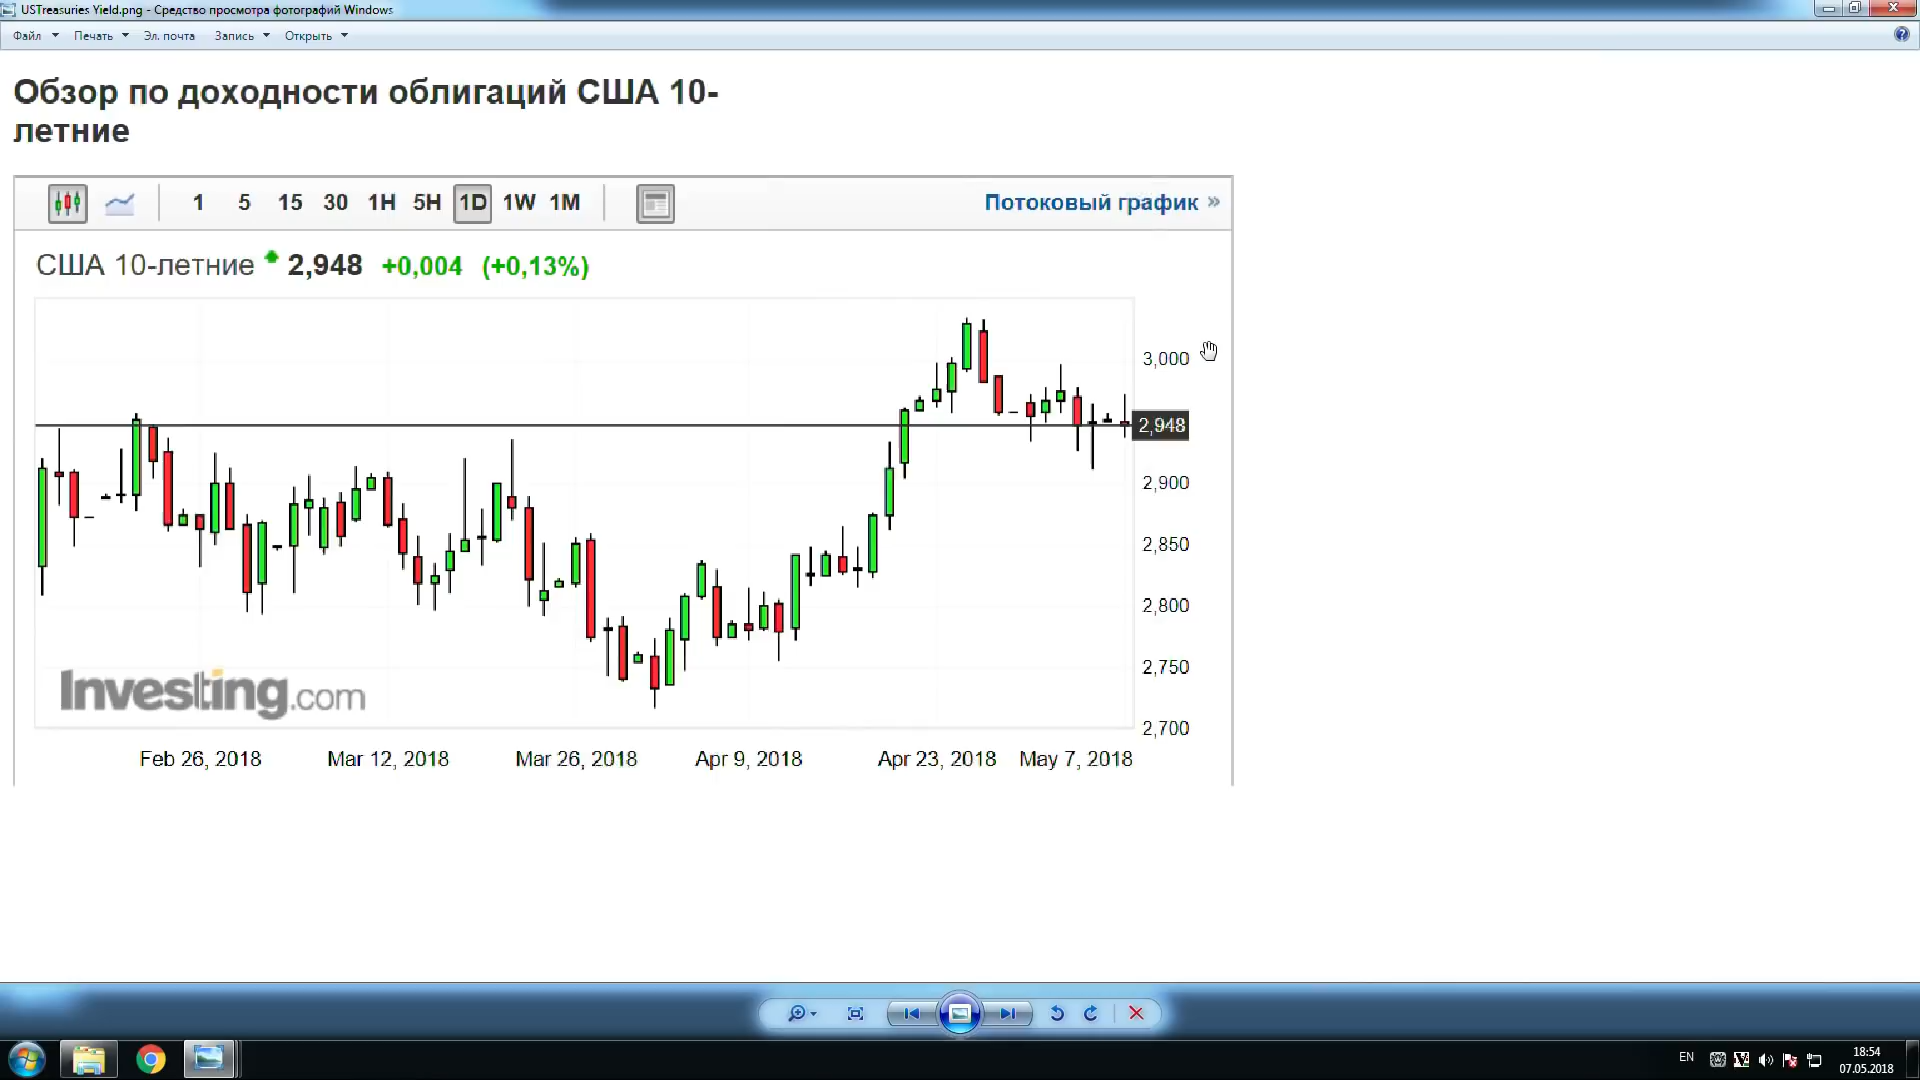 USTreasuries Yield.png - Средство просмотра фотографий Windows
Файл Печать Эл. почта Запись Открыть
Обзор по доходности облигаций США 10-
летние
1 5 15 30 1H 5H 1D 1W 1M Потоковый график »
США 10-летние 2,948 +0,004 (+0,13%)
3,000
2,948
2,900
2,850
2,800
2,750
2,700
Investing.com
Feb 26, 2018 Mar 12, 2018 Mar 26, 2018 Apr 9, 2018 Apr 23, 2018 May 7, 2018
EN
18:54
07.05.2018